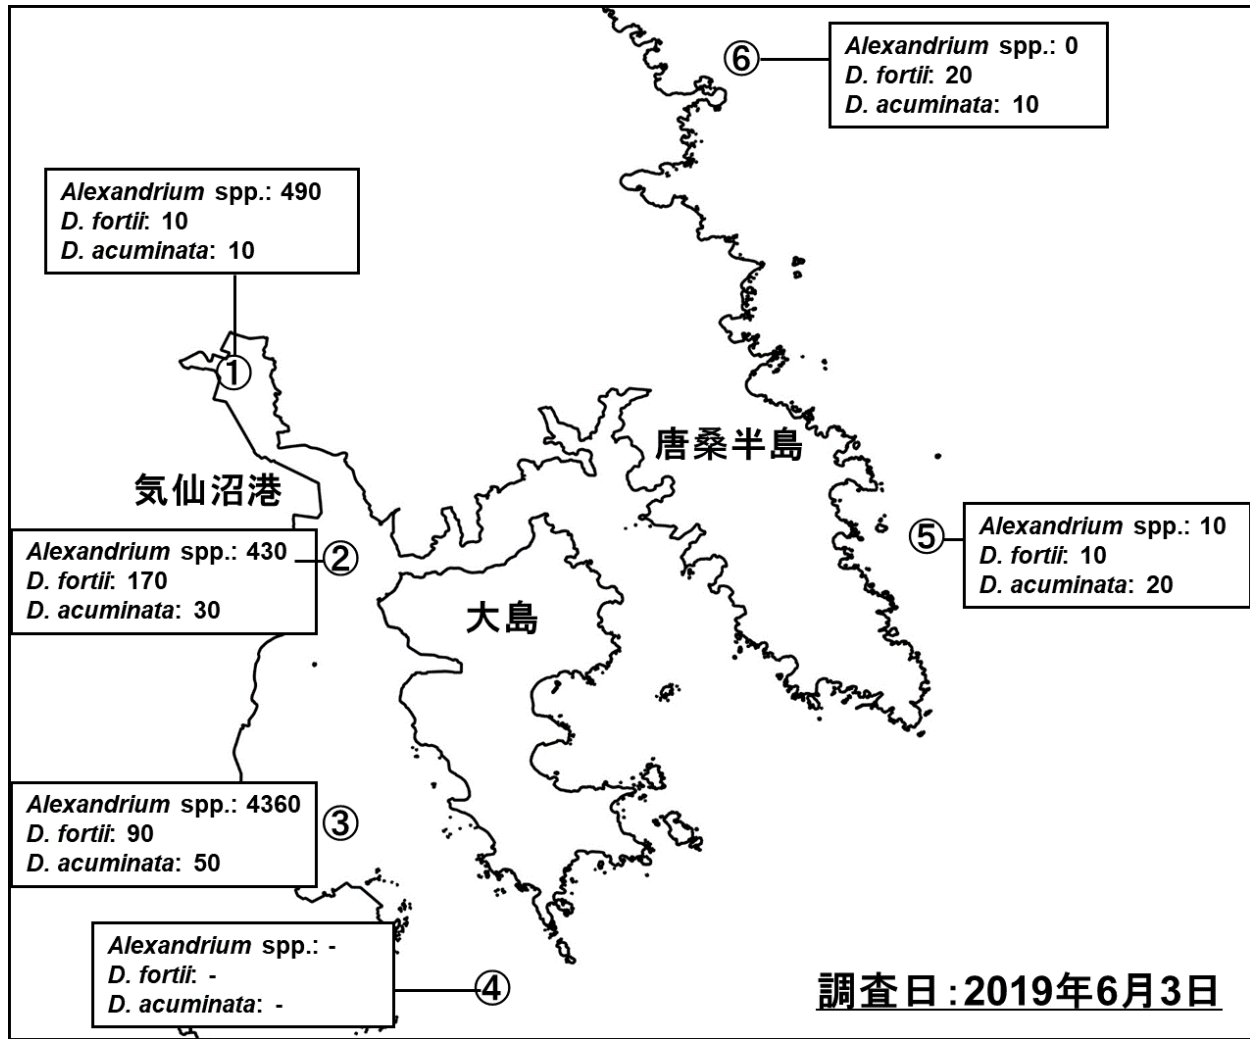 ⑥
Alexandrium spp.: 0
D. fortii: 20
D. acuminata: 10
Alexandrium spp.: 490
D. fortii: 10
D. acuminata: 10
①
唐桑半島
気仙沼港
Alexandrium spp.: 430
D. fortii: 170
D. acuminata: 30
②
⑤
Alexandrium spp.: 10
D. fortii: 10
D. acuminata: 20
大島
Alexandrium spp.: 4360
D. fortii: 90
D. acuminata: 50
③
Alexandrium spp.: -
D. fortii: -
D. acuminata: -
④
調査日:2019年6月3日